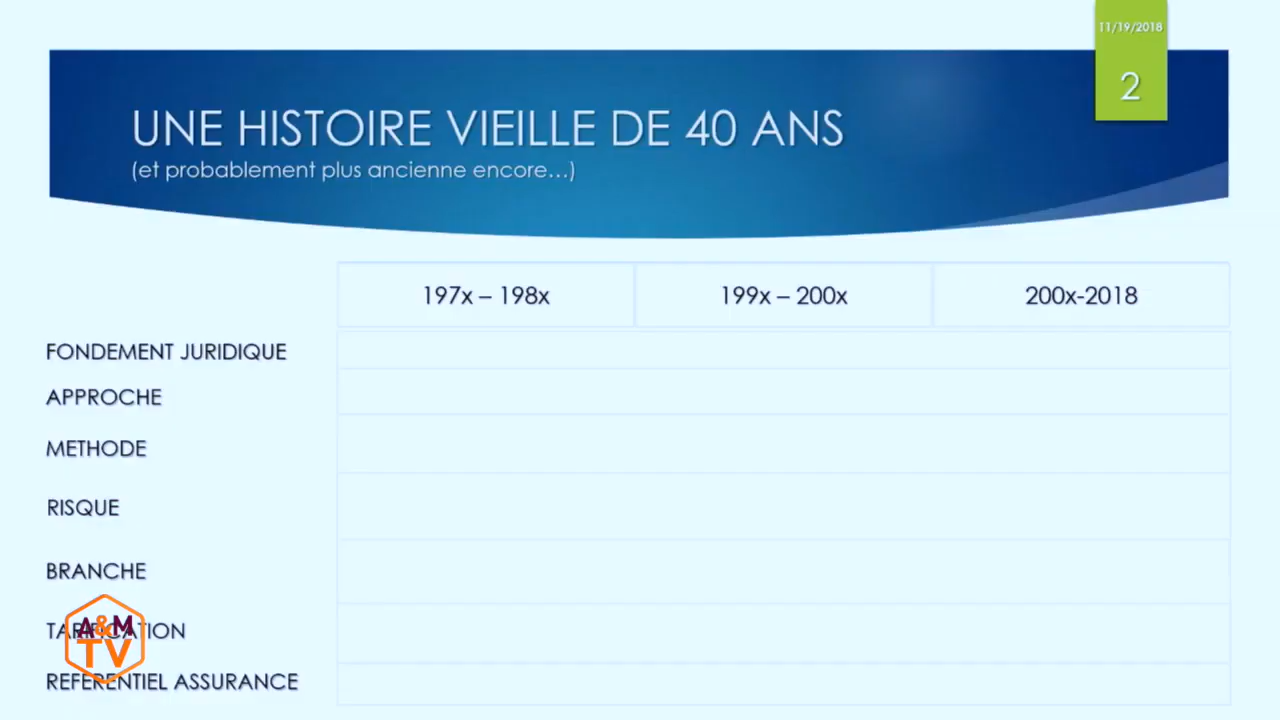 11/19/2018
2
UNE HISTOIRE VIEILLE DE 40 ANS
(et probablement plus ancienne encore...)
197x – 198x
199x – 200x
200x-2018
FONDEMENT JURIDIQUE
APPROCHE
METHODE
RISQUE
BRANCHE
TARIFICATION
A&M
TV
REFERENTIEL ASSURANCE